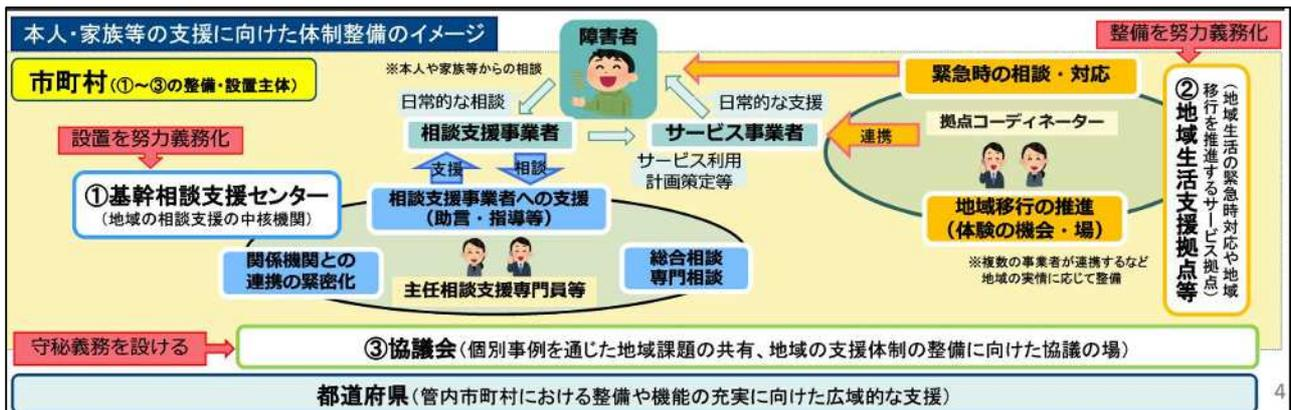 本人・家族等の支援に向けた体制整備のイメージ
障害者
整備を努力義務化
市町村(①~③の整備・設置主体)
※本人や家族等からの相談
緊急時の相談・対応
日常的な相談
日常的な支援
相談支援事業者
サービス事業者
連携
拠点コーディネーター
設置を努力義務化
支援
相談
サービス利用
計画策定等
①基幹相談支援センター
(地域の相談支援の中核機関)
相談支援事業者への支援
(助言・指導等)
地域移行の推進
(体験の機会・場)
②地域生活支援拠点等
(地域生活の緊急時対応や地域
移行を推進するサービス拠点)
関係機関との
連携の緊密化
主任相談支援専門員等
総合相談
専門相談
※複数の事業者が連携するなど
地域の実情に応じて整備
守秘義務を設ける
③協議会(個別事例を通じた地域課題の共有、地域の支援体制の整備に向けた協議の場)
都道府県(管内市町村における整備や機能の充実に向けた広域的な支援)
4